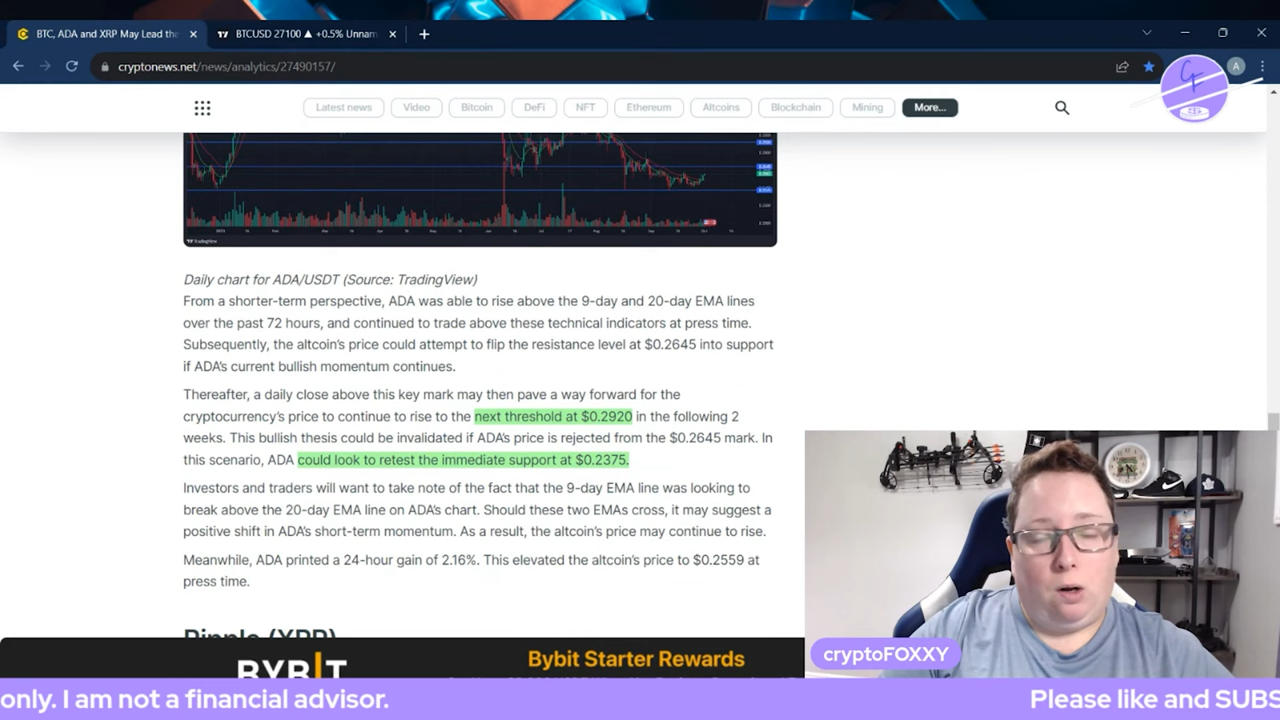 BTC, ADA and XRP May Lead the
BTCUSD 27100 ▲ +0.5% Unnam
cryptonews.net/news/analytics/27490157/
A
Latest news
Video
Bitcoin
DeFi
NFT
Ethereum
Altcoins
Blockchain
Mining
More...
TradingView
Daily chart for ADA/USDT (Source: TradingView)
From a shorter-term perspective, ADA was able to rise above the 9-day and 20-day EMA lines
over the past 72 hours, and continued to trade above these technical indicators at press time.
Subsequently, the altcoin's price could attempt to flip the resistance level at $0.2645 into support
if ADA's current bullish momentum continues.
Thereafter, a daily close above this key mark may then pave a way forward for the
cryptocurrency's price to continue to rise to the next threshold at $0.2920 in the following 2
weeks. This bullish thesis could be invalidated if ADA's price is rejected from the $0.2645 mark. In
this scenario, ADA could look to retest the immediate support at $0.2375.
Investors and traders will want to take note of the fact that the 9-day EMA line was looking to
break above the 20-day EMA line on ADA's chart. Should these two EMAs cross, it may suggest a
positive shift in ADA's short-term momentum. As a result, the altcoin's price may continue to rise.
Meanwhile, ADA printed a 24-hour gain of 2.16%. This elevated the altcoin's price to $0.2559 at
press time.
Ripple (XRP)
BYBIT
Bybit Starter Rewards
cryptoFOXXY
only. I am not a financial advisor.
Please like and SUBS